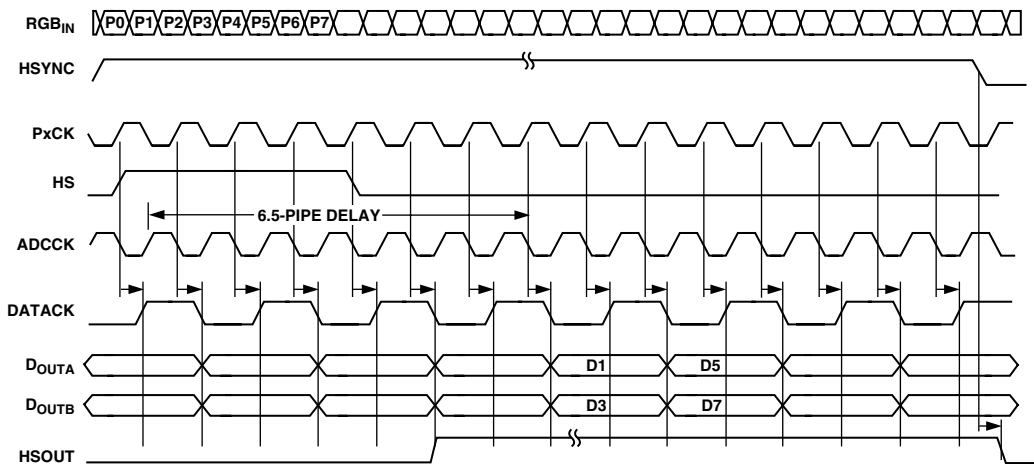 RGBIN P0 P1 P2 P3 P4 P5 P6 P7
HSYNC
PxCK
HS
6.5-PIPE DELAY
ADCCK
DATACK
DOUTA D1 D5
DOUTB D3 D7
HSOUT